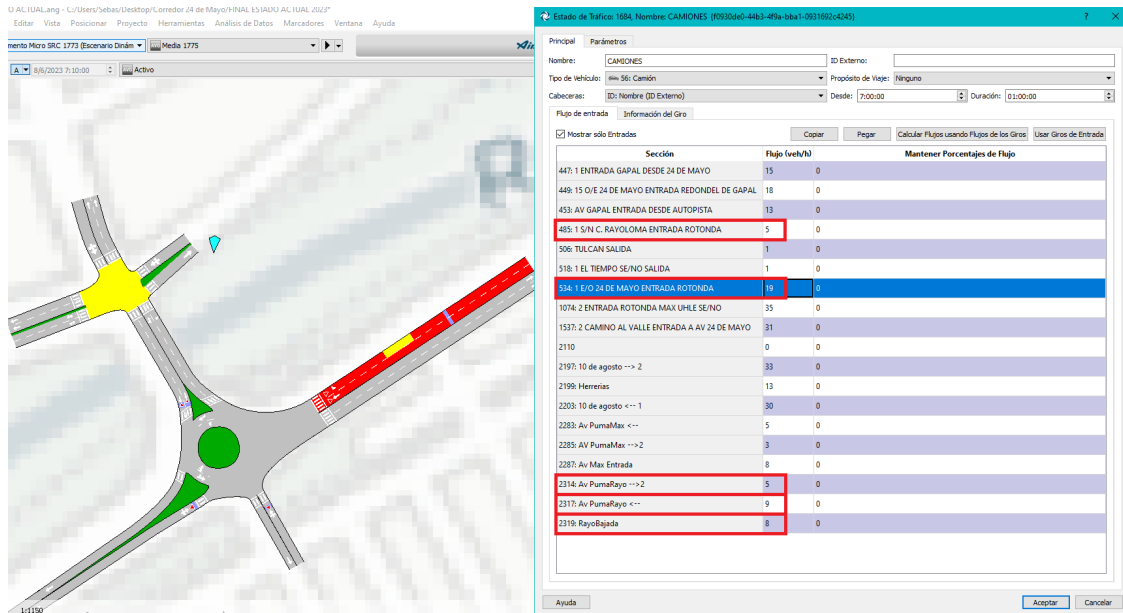 O ACTUAL.ang - C:/Users/Sebas/Desktop/Corredor 24 de Mayo/FINAL ESTADO ACTUAL 2023*
Editar Vista Posicionar Proyecto Herramientas Análisis de Datos Marcadores Ventana Ayuda
mento Micro SRC 1773 (Escenario Dinám Media 1775
A 8/6/2023 7:10:00 Activo
1:1150
Estado de Tráfico: 1684, Nombre: CAMIONES {f0930de0-44b3-4f9a-bba1-0931692c4245} ? X
Principal Parámetros
Nombre: CAMIONES ID Externo:
Tipo de Vehículo: 56: Camión Propósito de Viaje: Ninguno
Cabeceras: ID: Nombre (ID Externo) Desde: 7:00:00 Duración: 01:00:00
Flujo de entrada Información del Giro
Mostrar sólo Entradas Copiar Pegar Calcular Flujos usando Flujos de los Giros Usar Giros de Entrada
Sección Flujo (veh/h) Mantener Porcentajes de Flujo
447: 1 ENTRADA GAPAL DESDE 24 DE MAYO 15 0
449: 15 O/E 24 DE MAYO ENTRADA REDONDEL DE GAPAL 18 0
453: AV GAPAL ENTRADA DESDE AUTOPISTA 13 0
485: 1 S/N C. RAYOLOMA ENTRADA ROTONDA 5 0
506: TULCAN SALIDA 1 0
518: 1 EL TIEMPO SE/NO SALIDA 1 0
534: 1 E/O 24 DE MAYO ENTRADA ROTONDA 19 0
1074: 2 ENTRADA ROTONDA MAX UHLE SE/NO 35 0
1537: 2 CAMINO AL VALLE ENTRADA A AV 24 DE MAYO 31 0
2110 0 0
2197: 10 de agosto --> 2 33 0
2199: Herrerias 13 0
2203: 10 de agosto <-- 1 30 0
2283: Av PumaMax <-- 5 0
2285: AV PumaMax -->2 3 0
2287: Av Max Entrada 8 0
2314: Av PumaRayo -->2 5 0
2317: Av PumaRayo <-- 9 0
2319: RayoBajada 8 0
Ayuda Aceptar Cancelar